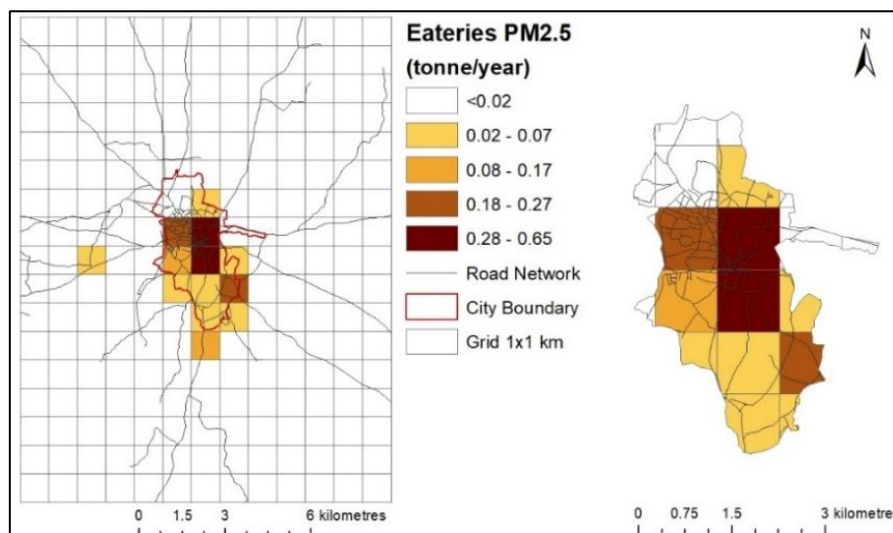 Eateries PM2.5
(tonne/year)
<0.02
0.02 - 0.07
0.08 - 0.17
0.18 - 0.27
0.28 - 0.65
Road Network
City Boundary
Grid 1x1 km
N
0 1.5 3 6 kilometres
0 0.75 1.5 3 kilometres